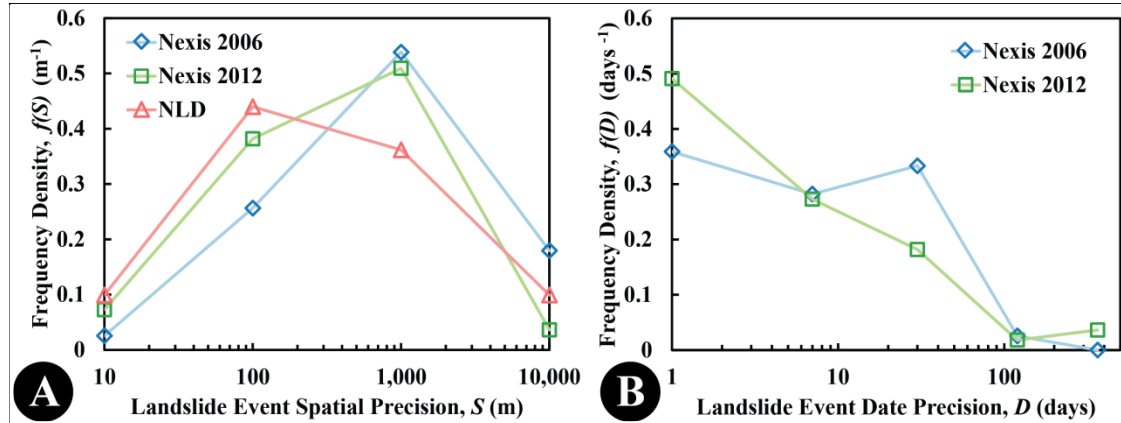 0.6
0.5
0.4
0.3
0.2
0.1
0
Frequency Density, f(S) (m⁻¹)
Nexis 2006
Nexis 2012
NLD
10
100
1,000
10,000
Landslide Event Spatial Precision, S (m)
A
0.6
0.5
0.4
0.3
0.2
0.1
0
Frequency Density, f(D) (days ⁻¹)
Nexis 2006
Nexis 2012
1
10
100
Landslide Event Date Precision, D (days)
B